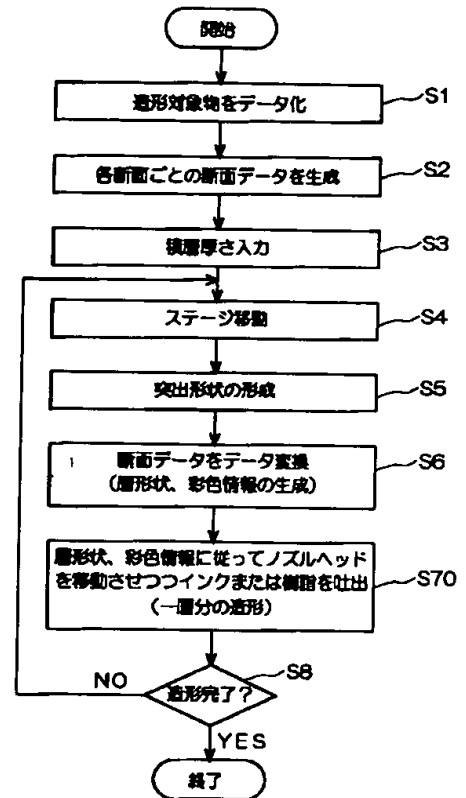 開始
造形対象物をデータ化
S1
各断面ごとの断面データを生成
S2
積層厚さ入力
S3
ステージ移動
S4
突出形状の形成
S5
断面データをデータ変換
(層形状、彩色情報の生成)
S6
層形状、彩色情報に従ってノズルヘッド
を移動させつつインクまたは樹脂を吐出
(一層分の造形)
S70
造形完了?
S8
NO
YES
終了